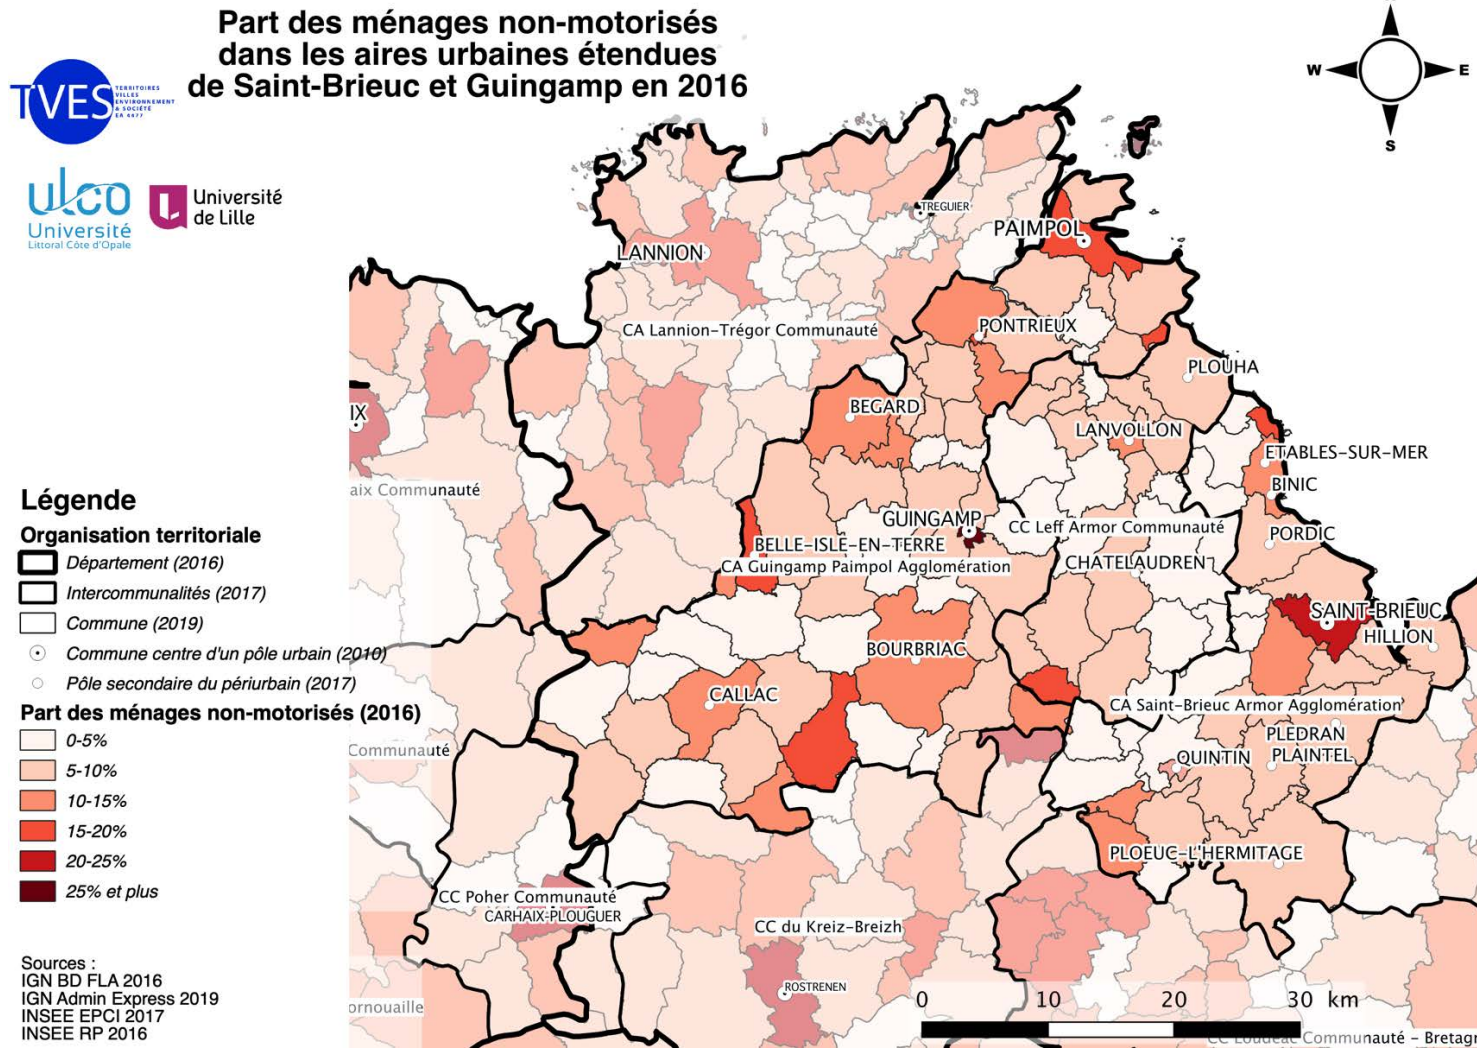 Part des ménages non-motorisés
dans les aires urbaines étendues
de Saint-Brieuc et Guingamp en 2016
TVES
TERRITOIRES
VILLES
ENVIRONNEMENT
& SOCIÉTÉ
EA 4477
ulco
Université
Littoral Côte d'Opale
Université
de Lille
W
E
S
TREGUIER
PAIMPOL
LANNION
CA Lannion-Trégor Communauté
PONTRIEUX
PLOUHA
IX
BEGARD
LANVOLLON
ETABLES-SUR-MER
BINIC
aix Communauté
GUINGAMP
CC Leff Armor Communauté
PORDIC
BELLE-ISLE-EN-TERRE
CA Guingamp Paimpol Agglomération
CHATELAUDREN
SAINT-BRIEUC
HILLION
BOURBRIAC
CALLAC
CA Saint-Brieuc Armor Agglomération
PLEDRAN
Communauté
QUINTIN
PLAINTEL
PLOEUC-L'HERMITAGE
CC Poher Communauté
CARHAIX-PLOUGUER
CC du Kreiz-Breizh
ROSTRENEN
ornouaille
0 10 20 30 km
CC Loudéac Communauté - Bretag
Légende
Organisation territoriale
Département (2016)
Intercommunalités (2017)
Commune (2019)
Commune centre d'un pôle urbain (2010)
Pôle secondaire du périurbain (2017)
Part des ménages non-motorisés (2016)
0-5%
5-10%
10-15%
15-20%
20-25%
25% et plus
Sources :
IGN BD FLA 2016
IGN Admin Express 2019
INSEE EPCI 2017
INSEE RP 2016